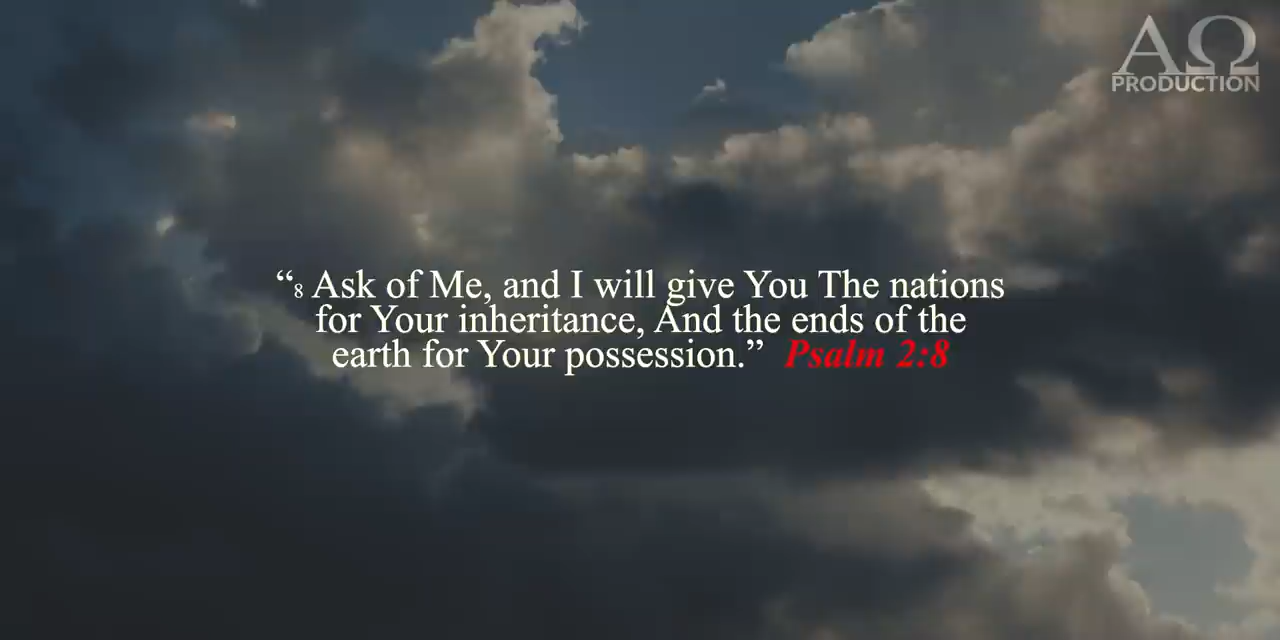 ΑΩ
PRODUCTION
“8 Ask of Me, and I will give You The nations
for Your inheritance, And the ends of the
earth for Your possession.” Psalm 2:8